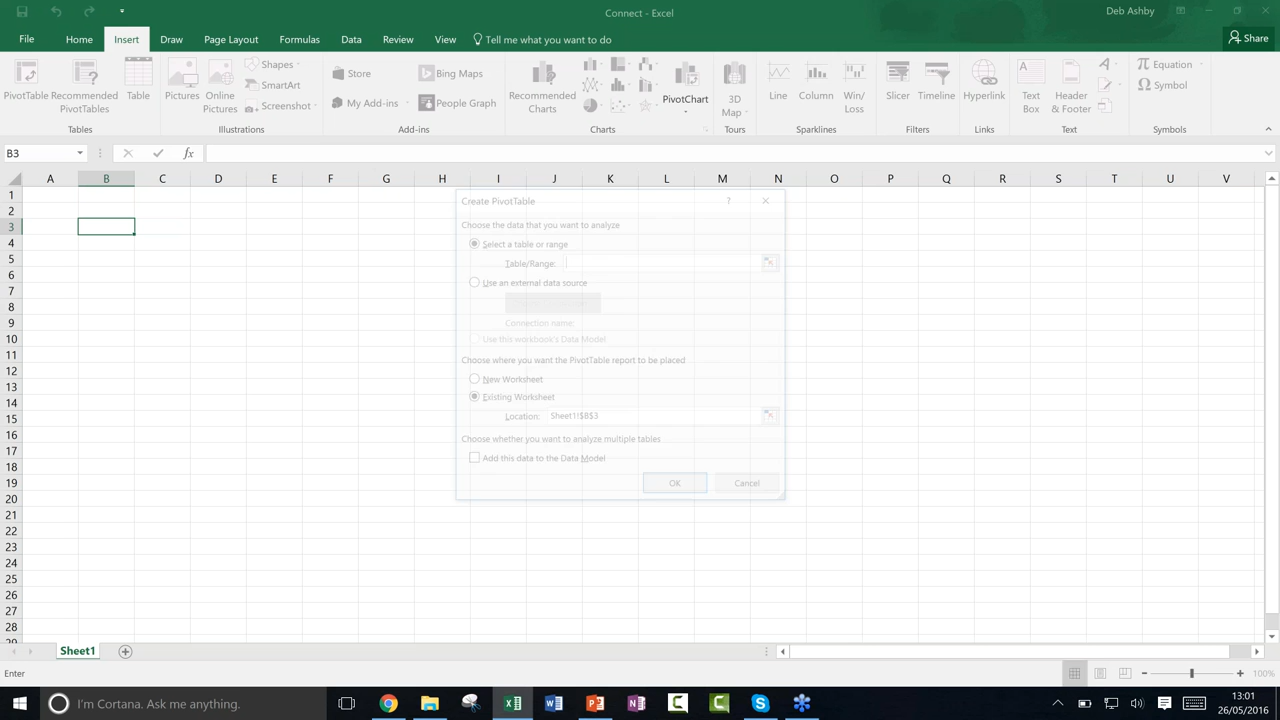 Connect - Excel
Deb Ashby
File Home Insert Draw Page Layout Formulas Data Review View Tell me what you want to do
Share
PivotTable
Recommended
PivotTables
Table
Tables
Pictures
Online
Pictures
Shapes
SmartArt
Screenshot
Illustrations
Store
My Add-ins
Bing Maps
People Graph
Add-ins
Recommended
Charts
PivotChart
Charts
3D
Map
Tours
Line
Column
Win/
Loss
Sparklines
Slicer
Timeline
Filters
Hyperlink
Links
Text
Box
Header
& Footer
Text
Equation
Symbol
Symbols
B3
fx
A B C D E F G H I J K L M N O P Q R S T U V
1
2
3
4
5
6
7
8
9
10
11
12
13
14
15
16
17
18
19
20
21
22
23
24
25
26
27
28
29
Create PivotTable
?
Choose the data that you want to analyze
Select a table or range
Table/Range:
Use an external data source
Connection name:
Use this workbook's Data Model
Choose where you want the PivotTable report to be placed
New Worksheet
Existing Worksheet
Location: Sheet1!$B$3
Choose whether you want to analyze multiple tables
Add this data to the Data Model
OK
Cancel
Sheet1
Enter
100%
I'm Cortana. Ask me anything.
13:01
26/05/2016